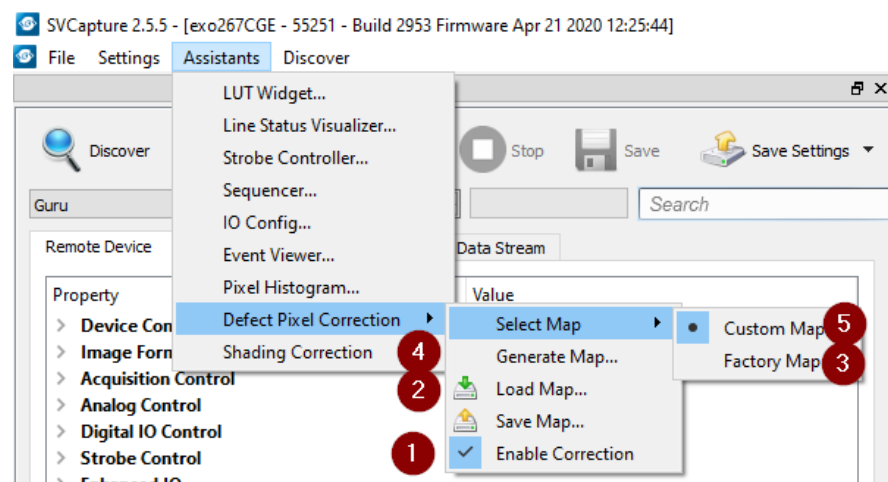 SVCapture 2.5.5 - [exo267CGE - 55251 - Build 2953 Firmware Apr 21 2020 12:25:44]
File Settings Assistants Discover
LUT Widget...
Line Status Visualizer...
Strobe Controller...
Sequencer...
IO Config...
Event Viewer...
Pixel Histogram...
Defect Pixel Correction
Shading Correction 4
Discover Stop Save Save Settings
Guru Search
Remote Device Data Stream
Property Value
Device Con
Image Form
Acquisition Control
Analog Control
Digital IO Control
Strobe Control
Select Map
Generate Map...
2 Load Map...
Save Map...
1 Enable Correction
Custom Map 5
Factory Map 3